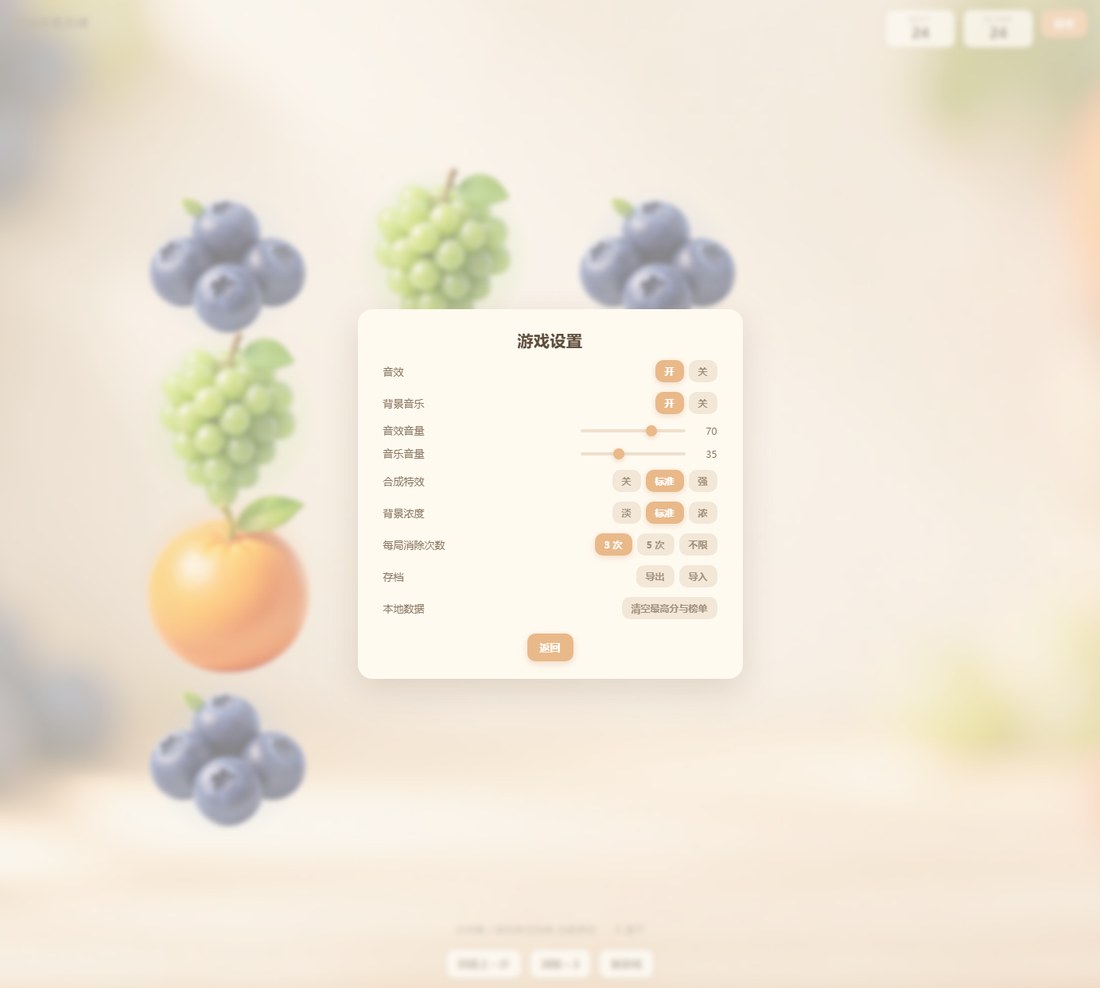 24
24
游戏设置
音效 开 关
背景音乐 开 关
音效音量 70
音乐音量 35
合成特效 关 标准 强
背景浓度 淡 标准 浓
每局消除次数 3 次 5 次 不限
存档 导出 导入
本地数据 清空最高分与榜单
返回